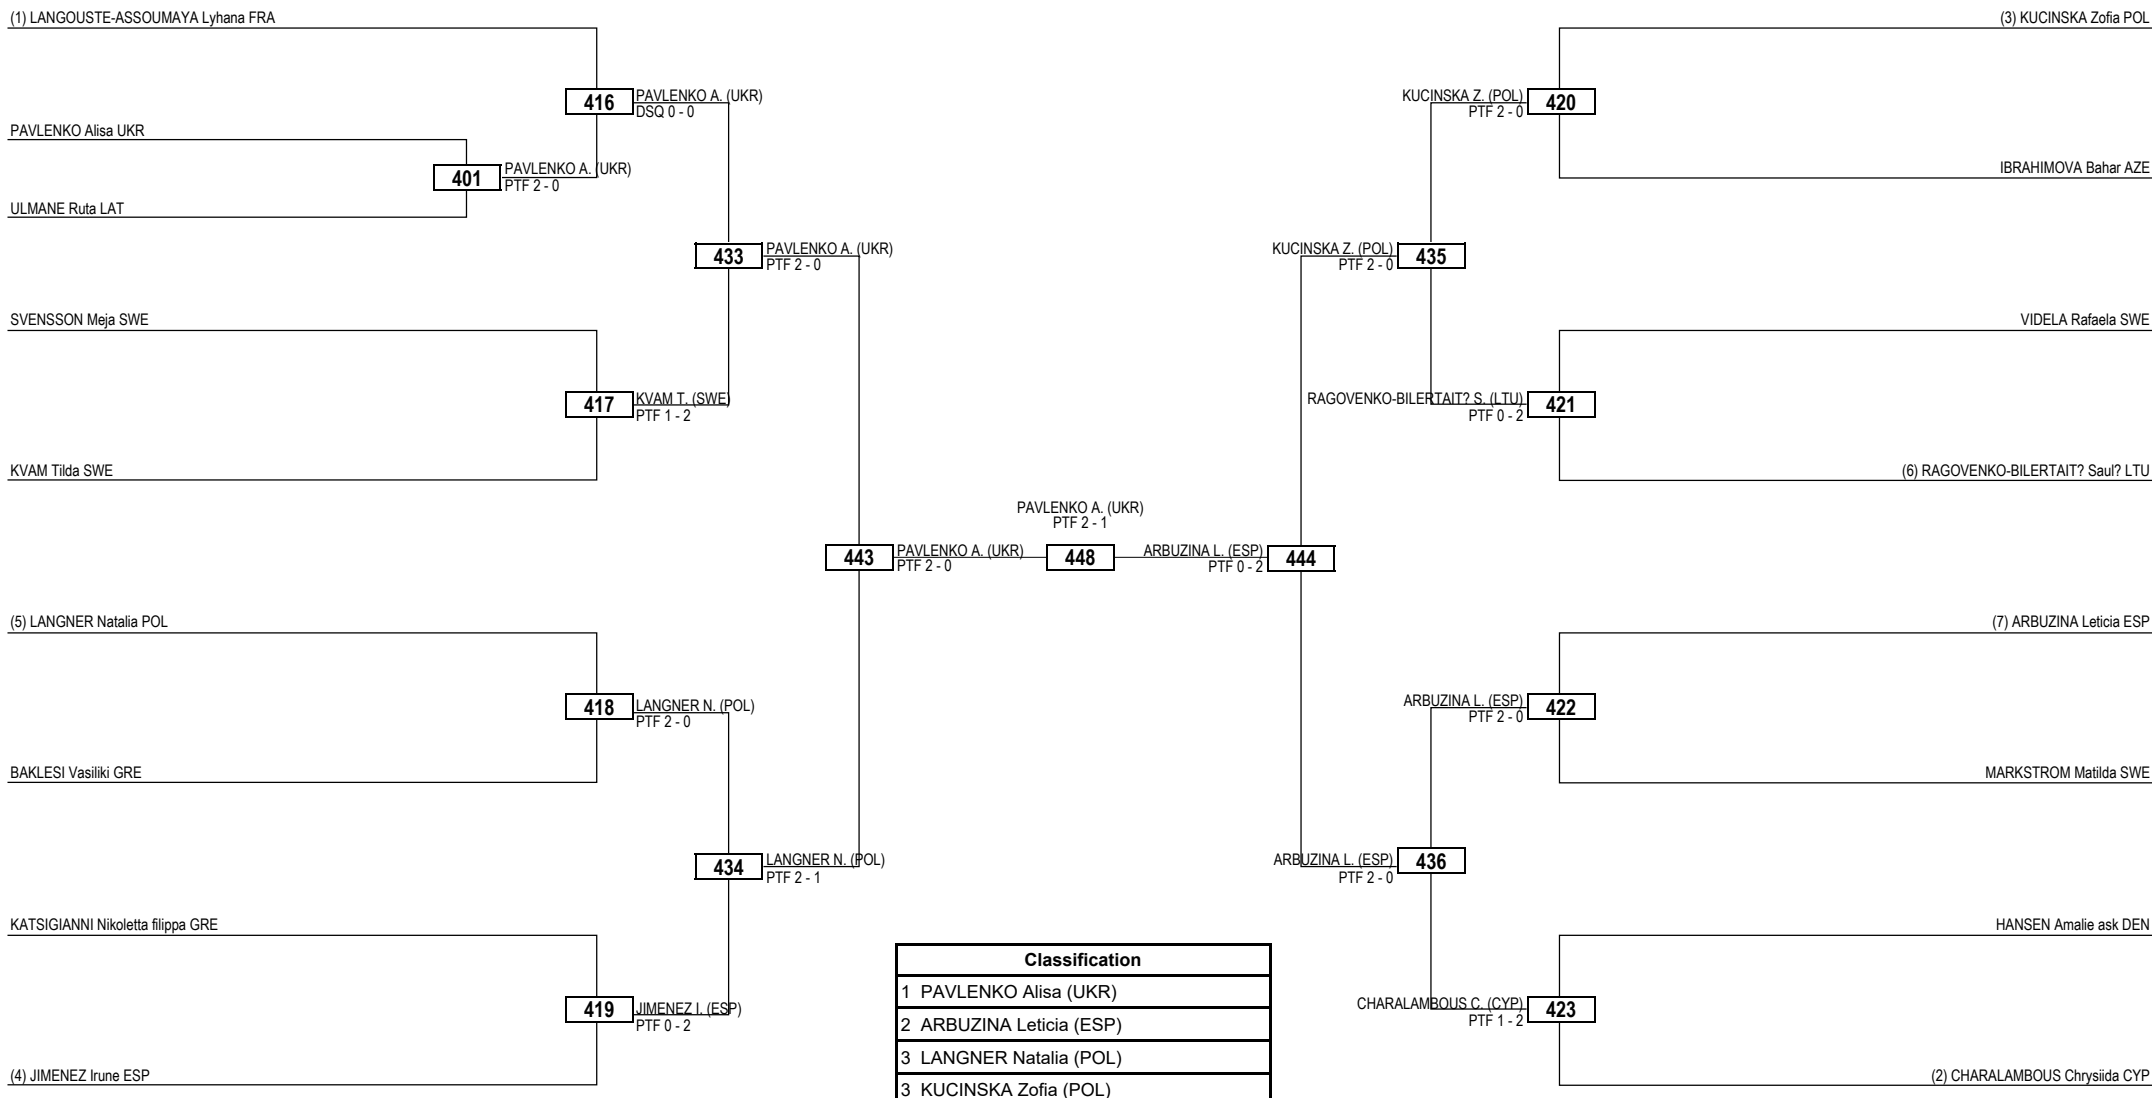 (1) LANGOUSTE-ASSOUMAYA Lyhana FRA
(3) KUCINSKA Zofia POL
416
PAVLENKO A. (UKR)
DSQ 0 - 0
KUCINSKA Z. (POL)
PTF 2 - 0
420
PAVLENKO Alisa UKR
401
PAVLENKO A. (UKR)
PTF 2 - 0
IBRAHIMOVA Bahar AZE
ULMANE Ruta LAT
433
PAVLENKO A. (UKR)
PTF 2 - 0
KUCINSKA Z. (POL)
PTF 2 - 0
435
SVENSSON Meja SWE
VIDELA Rafaela SWE
417
KVAM T. (SWE)
PTF 1 - 2
RAGOVENKO-BILERTAIT? S. (LTU)
PTF 0 - 2
421
KVAM Tilda SWE
(6) RAGOVENKO-BILERTAIT? Saul? LTU
PAVLENKO A. (UKR)
PTF 2 - 1
443
PAVLENKO A. (UKR)
PTF 2 - 0
448
ARBUZINA L. (ESP)
PTF 0 - 2
444
(5) LANGNER Natalia POL
(7) ARBUZINA Leticia ESP
418
LANGNER N. (POL)
PTF 2 - 0
ARBUZINA L. (ESP)
PTF 2 - 0
422
BAKLESI Vasiliki GRE
MARKSTROM Matilda SWE
434
LANGNER N. (POL)
PTF 2 - 1
ARBUZINA L. (ESP)
PTF 2 - 0
436
KATSIGIANNI Nikoletta filippa GRE
HANSEN Amalie ask DEN
419
JIMENEZ I. (ESP)
PTF 0 - 2
CHARALAMBOUS C. (CYP)
PTF 1 - 2
423
(4) JIMENEZ Irune ESP
(2) CHARALAMBOUS Chrysiida CYP
Classification
1 PAVLENKO Alisa (UKR)
2 ARBUZINA Leticia (ESP)
3 LANGNER Natalia (POL)
3 KUCINSKA Zofia (POL)